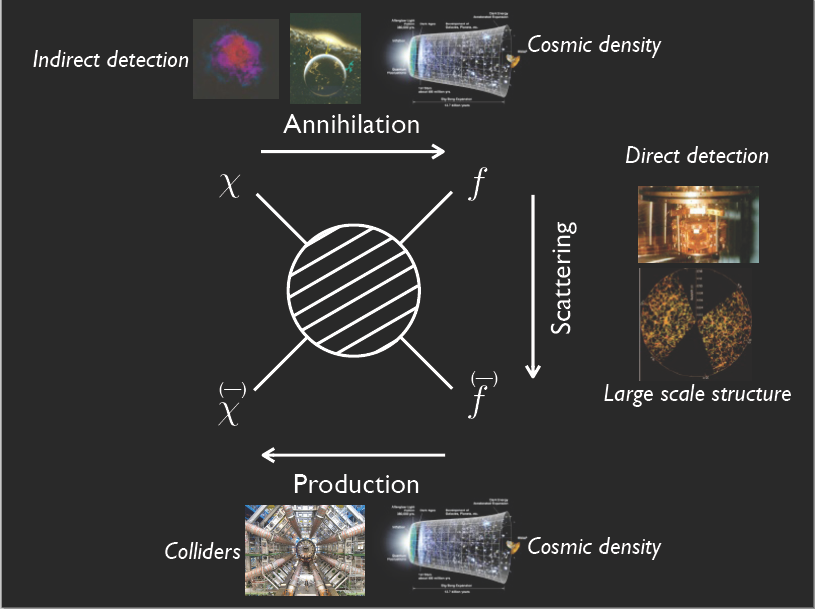 Indirect detection
Cosmic density
Annihilation
Direct detection
χ
f
Scattering
(—)
χ
(—)
f
Large scale structure
Production
Colliders
Cosmic density